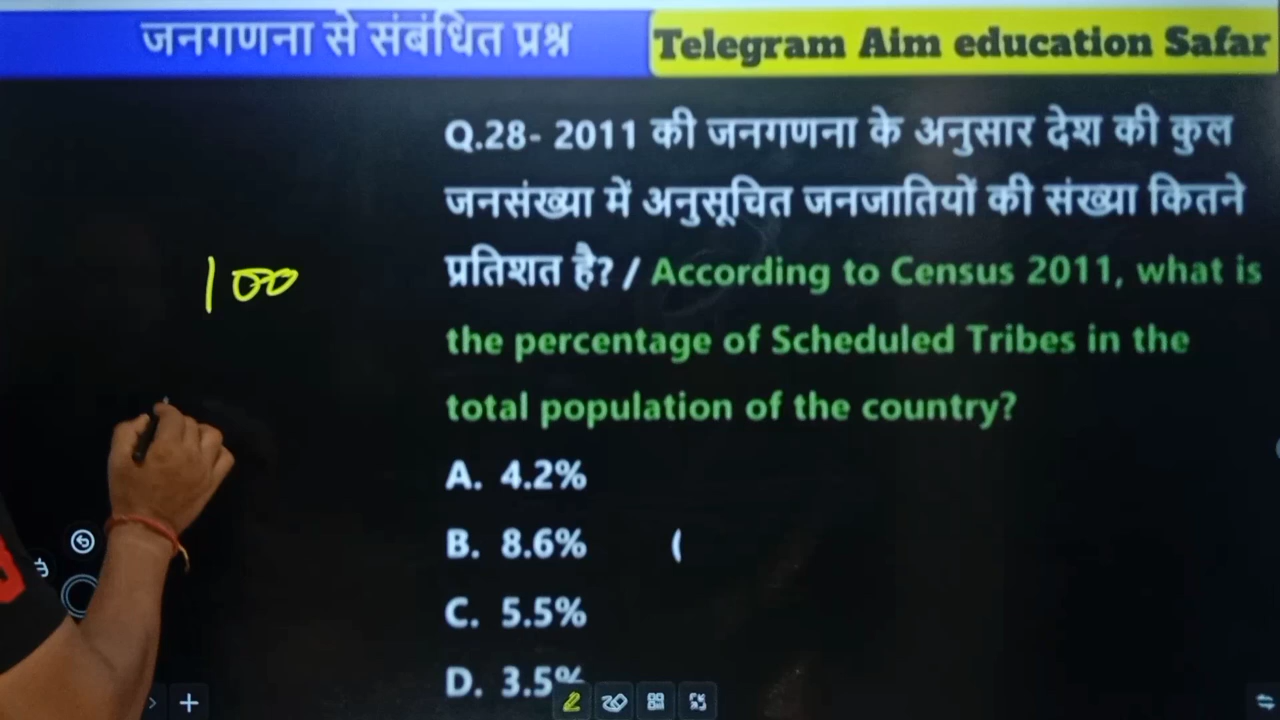 जनगणना से संबंधित प्रश्न
Telegram Aim education Safar
Q.28- 2011 की जनगणना के अनुसार देश की कुल
जनसंख्या में अनुसूचित जनजातियों की संख्या कितने
प्रतिशत है? / According to Census 2011, what is
the percentage of Scheduled Tribes in the
total population of the country?
100
A. 4.2%
B. 8.6% (
C. 5.5%
D. 3.5%